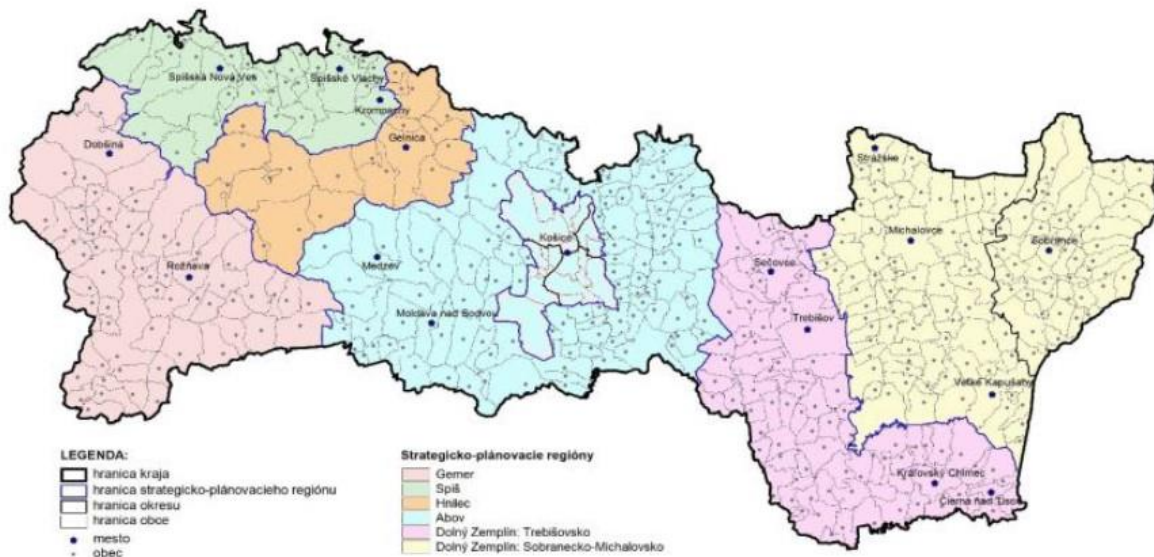 Spišská Nová Ves
Spišské Vlachy
Krompachy
Dobšiná
Gelnica
Strážske
Košice
Michalovce
Sobrance
Rožňava
Medzev
Sečovce
Moldava nad Bodvou
Trebišov
Veľké Kapušany
Kráľovský Chlmec
Čierna nad Tisou
LEGENDA:
hranica kraja
hranica strategicko-plánovacieho regiónu
hranica okresu
hranica obce
mesto
obec
Strategicko-plánovacie regióny
Gemer
Spiš
Hnilec
Abov
Dolný Zemplín: Trebišovsko
Dolný Zemplín: Sobranecko-Michalovsko